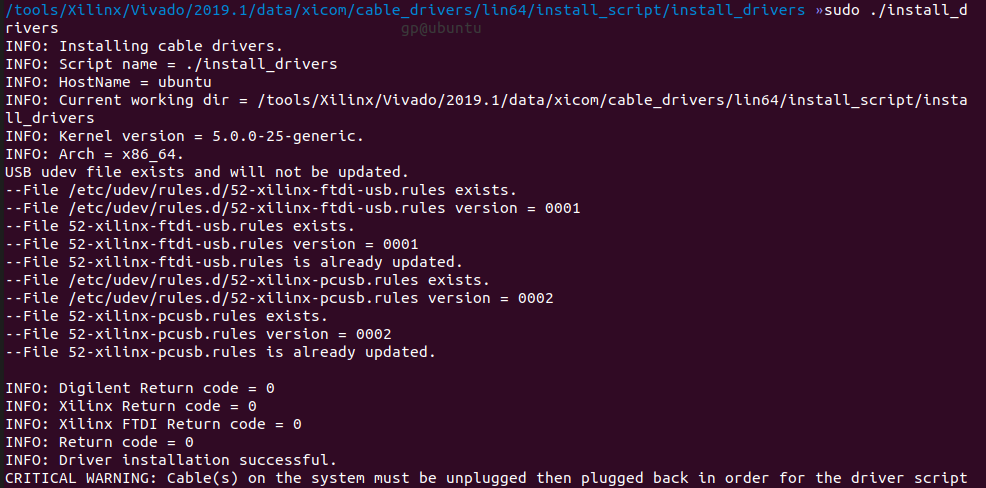 /tools/Xilinx/Vivado/2019.1/data/xicom/cable_drivers/lin64/install_script/install_drivers »sudo ./install_d
rivers gp@ubuntu
INFO: Installing cable drivers.
INFO: Script name = ./install_drivers
INFO: HostName = ubuntu
INFO: Current working dir = /tools/Xilinx/Vivado/2019.1/data/xicom/cable_drivers/lin64/install_script/insta
ll_drivers
INFO: Kernel version = 5.0.0-25-generic.
INFO: Arch = x86_64.
USB udev file exists and will not be updated.
--File /etc/udev/rules.d/52-xilinx-ftdi-usb.rules exists.
--File /etc/udev/rules.d/52-xilinx-ftdi-usb.rules version = 0001
--File 52-xilinx-ftdi-usb.rules exists.
--File 52-xilinx-ftdi-usb.rules version = 0001
--File 52-xilinx-ftdi-usb.rules is already updated.
--File /etc/udev/rules.d/52-xilinx-pcusb.rules exists.
--File /etc/udev/rules.d/52-xilinx-pcusb.rules version = 0002
--File 52-xilinx-pcusb.rules exists.
--File 52-xilinx-pcusb.rules version = 0002
--File 52-xilinx-pcusb.rules is already updated.

INFO: Digilent Return code = 0
INFO: Xilinx Return code = 0
INFO: Xilinx FTDI Return code = 0
INFO: Return code = 0
INFO: Driver installation successful.
CRITICAL WARNING: Cable(s) on the system must be unplugged then plugged back in order for the driver script